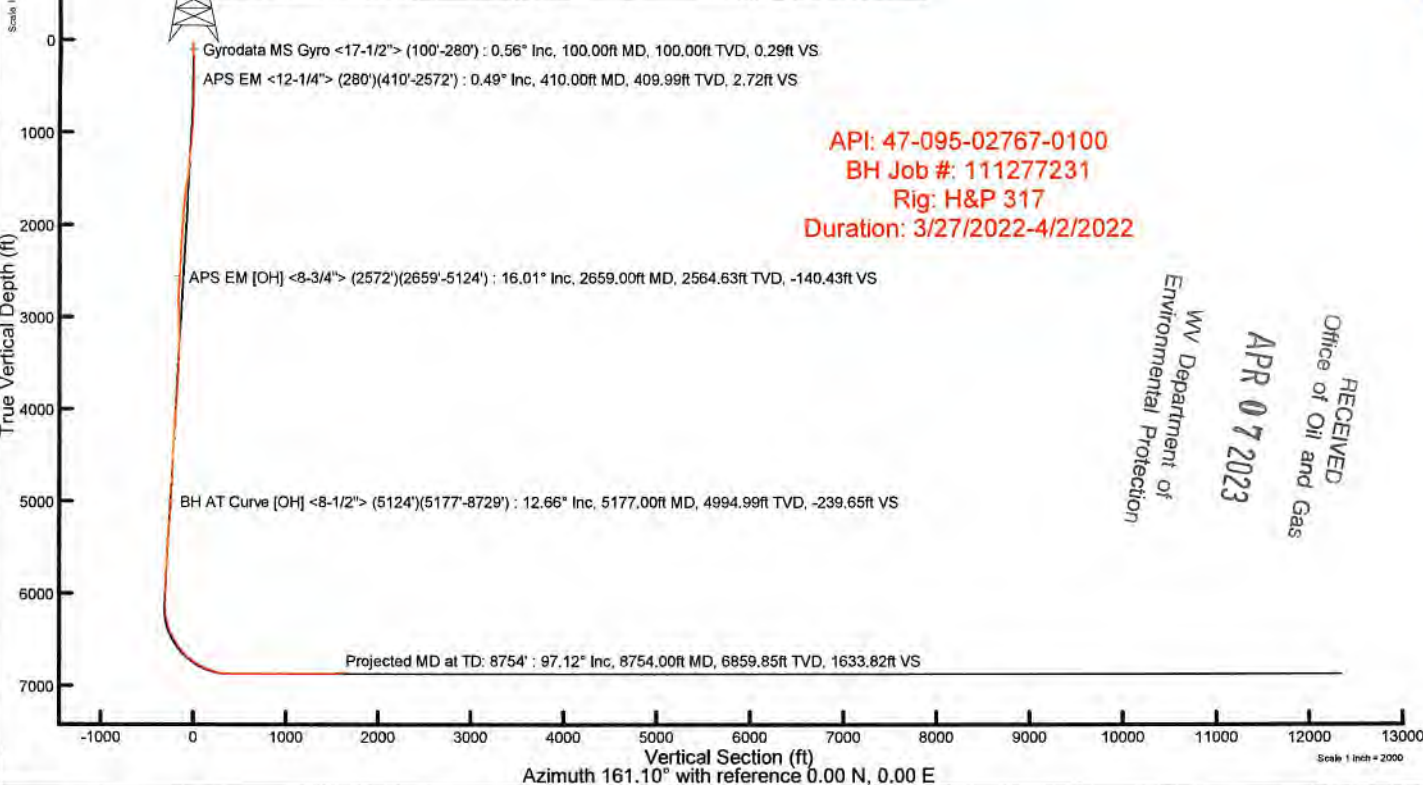 Scale 1
0
Gyrodata MS Gyro <17-1/2"> (100'-280') : 0.56° Inc, 100.00ft MD, 100.00ft TVD, 0.29ft VS
APS EM <12-1/4"> (280')(410'-2572') : 0.49° Inc, 410.00ft MD, 409.99ft TVD, 2.72ft VS
1000
API: 47-095-02767-0100
BH Job #: 111277231
Rig: H&P 317
Duration: 3/27/2022-4/2/2022
2000
True Vertical Depth (ft)
APS EM [OH] <8-3/4"> (2572')(2659'-5124') : 16.01° Inc, 2659.00ft MD, 2564.63ft TVD, -140.43ft VS
RECEIVED
Office of Oil and Gas
APR 07 2023
WV Department of
Environmental Protection
3000
4000
5000
BH AT Curve [OH] <8-1/2"> (5124')(5177'-8729') : 12.66° Inc, 5177.00ft MD, 4994.99ft TVD, -239.65ft VS
6000
Projected MD at TD: 8754' : 97.12° Inc, 8754.00ft MD, 6859.85ft TVD, 1633.82ft VS
7000
-1000 0 1000 2000 3000 4000 5000 6000 7000 8000 9000 10000 11000 12000 13000
Vertical Section (ft)
Scale 1 inch = 2000
Azimuth 161.10° with reference 0.00 N, 0.00 E